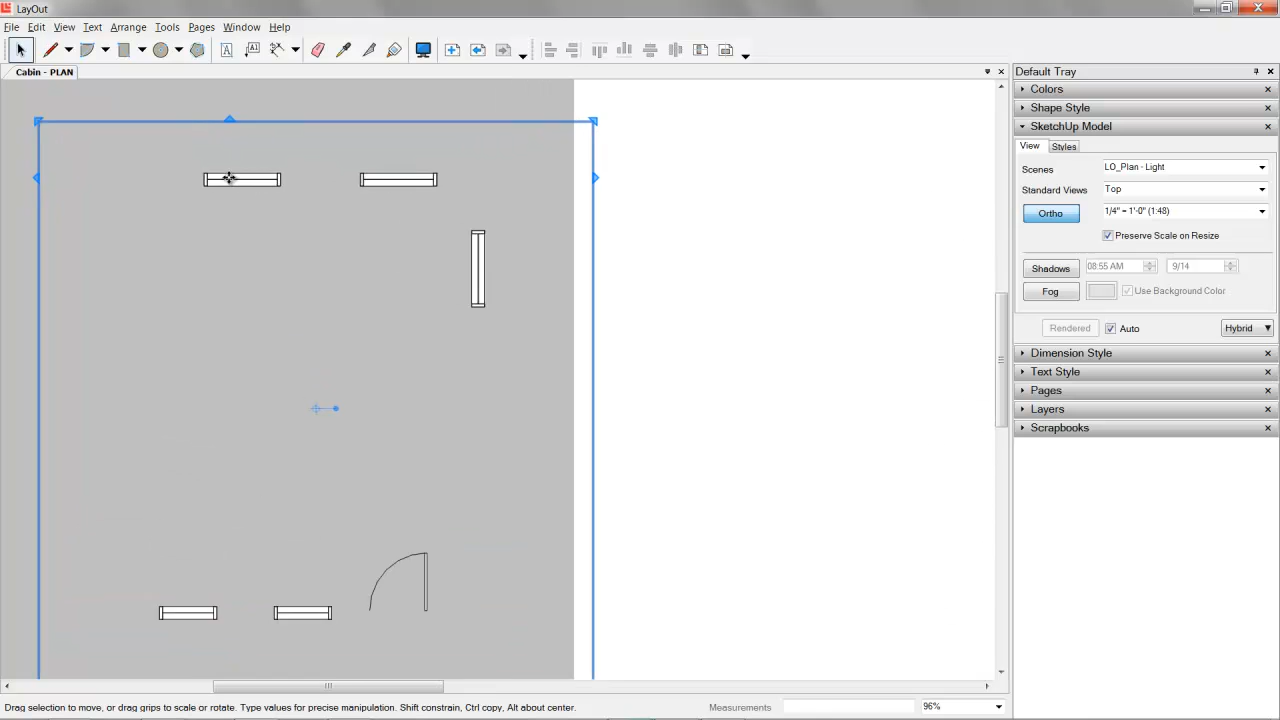 LayOut
File Edit View Text Arrange Tools Pages Window Help
Cabin - PLAN
Default Tray
Colors
Shape Style
SketchUp Model
View Styles
Scenes LO_Plan - Light
Standard Views Top
Ortho 1/4" = 1'-0" (1:48)
Preserve Scale on Resize
Shadows 08:55 AM 9/14
Fog Use Background Color
Rendered Auto Hybrid
Dimension Style
Text Style
Pages
Layers
Scrapbooks
Drag selection to move, or drag grips to scale or rotate. Type values for precise manipulation. Shift constrain, Ctrl copy, Alt about center. Measurements 96%